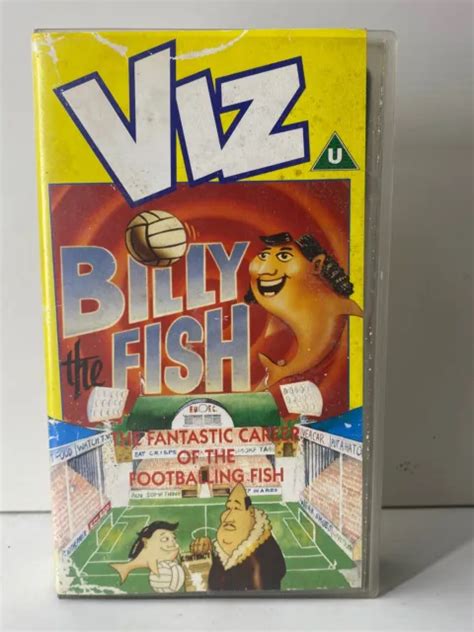 VIZ
U
BILLY
the
FISH
THE FANTASTIC CAREER
OF THE
FOOTBALLING FISH
EAT CRISPS